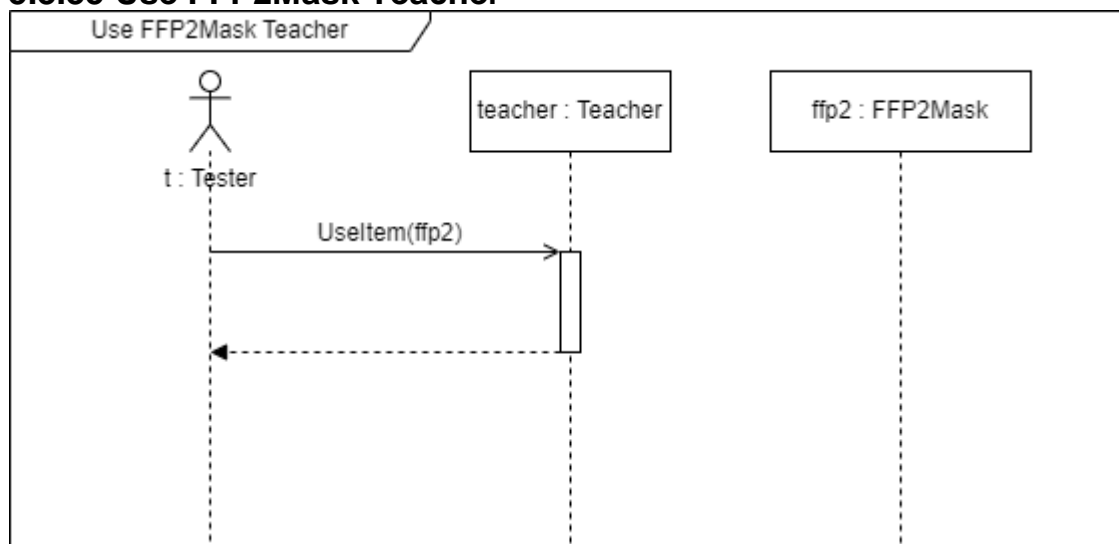 Use FFP2Mask Teacher
teacher : Teacher
ffp2 : FFP2Mask
t : Tester
UseItem(ffp2)